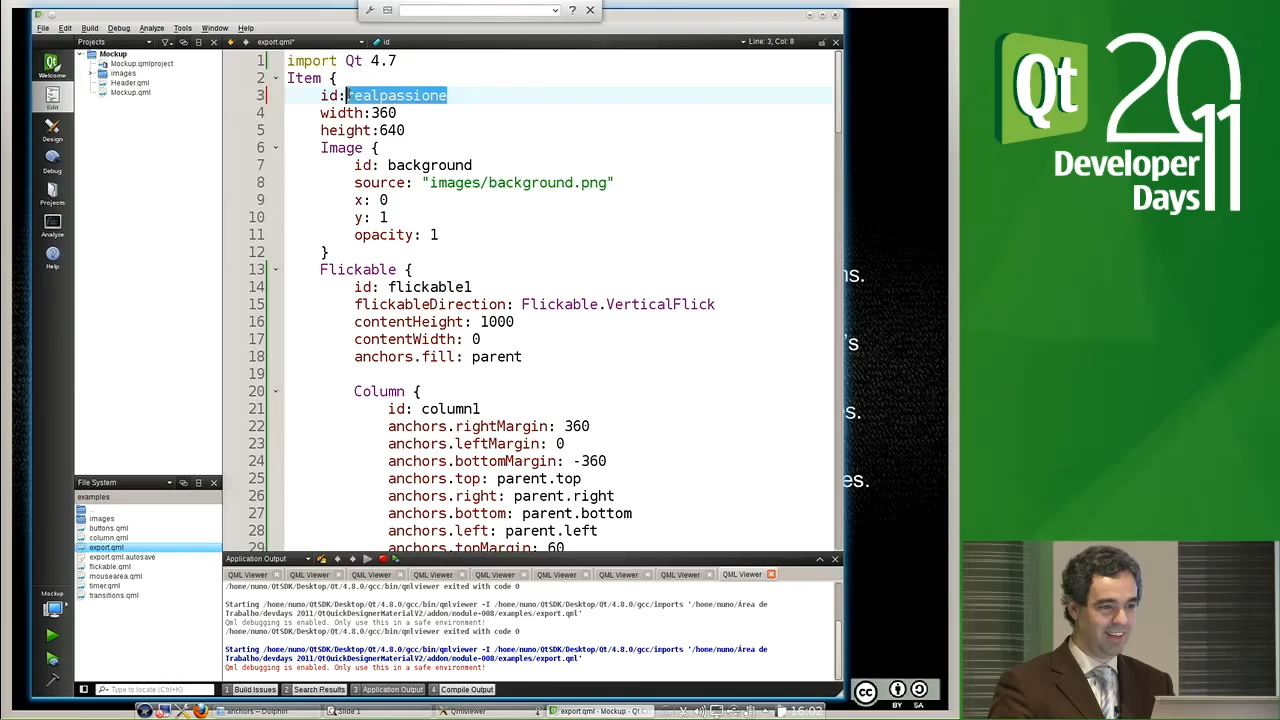 File Edit Build Debug Analyze Tools Window Help
Projects
export.qml*
id
Line: 3, Col: 8
Mockup
Mockup.qmlproject
images
Header.qml
Mockup.qml
Welcome
Edit
Design
Debug
Projects
Analyze
Help
1 import Qt 4.7
2 Item {
3 id:realpassione
4 width:360
5 height:640
6 Image {
7 id: background
8 source: "images/background.png"
9 x: 0
10 y: 1
11 opacity: 1
12 }
13 Flickable {
14 id: flickable1
15 flickableDirection: Flickable.VerticalFlick
16 contentHeight: 1000
17 contentWidth: 0
18 anchors.fill: parent
19
20 Column {
21 id: column1
22 anchors.rightMargin: 360
23 anchors.leftMargin: 0
24 anchors.bottomMargin: -360
25 anchors.top: parent.top
26 anchors.right: parent.right
27 anchors.bottom: parent.bottom
28 anchors.left: parent.left
29 anchors.topMargin: 60
File System
examples
..
images
buttons.qml
column.qml
export.qml
export.qml.autosave
flickable.qml
mousearea.qml
timer.qml
transitions.qml
Mockup
Application Output
QML Viewer QML Viewer QML Viewer QML Viewer QML Viewer QML Viewer QML Viewer QML Viewer QML Viewer
/home/nuno/QtSDK/Desktop/Qt/4.8.0/gcc/bin/qmlviewer exited with code 0
Starting /home/nuno/QtSDK/Desktop/Qt/4.8.0/gcc/bin/qmlviewer -I /home/nuno/QtSDK/Desktop/Qt/4.8.0/gcc/imports '/home/nuno/Área de
Trabalho/devdays 2011/QtQuickDesignerMaterialV2/addon/module-008/examples/export.qml'
Qml debugging is enabled. Only use this in a safe environment!
/home/nuno/QtSDK/Desktop/Qt/4.8.0/gcc/bin/qmlviewer exited with code 0
Starting /home/nuno/QtSDK/Desktop/Qt/4.8.0/gcc/bin/qmlviewer -I /home/nuno/QtSDK/Desktop/Qt/4.8.0/gcc/imports '/home/nuno/Área de
Trabalho/devdays 2011/QtQuickDesignerMaterialV2/addon/module-008/examples/export.qml'
Qml debugging is enabled. Only use this in a safe environment!
Type to locate (Ctrl+K)
1 Build Issues 2 Search Results 3 Application Output 4 Compile Output
anchors – Dolphin
Slide 1
QmlViewer
export.qml - Mockup - Qt C
16:02
ns.
's
es.
es.
Qt
2011
Developer
Days
cc
BY SA